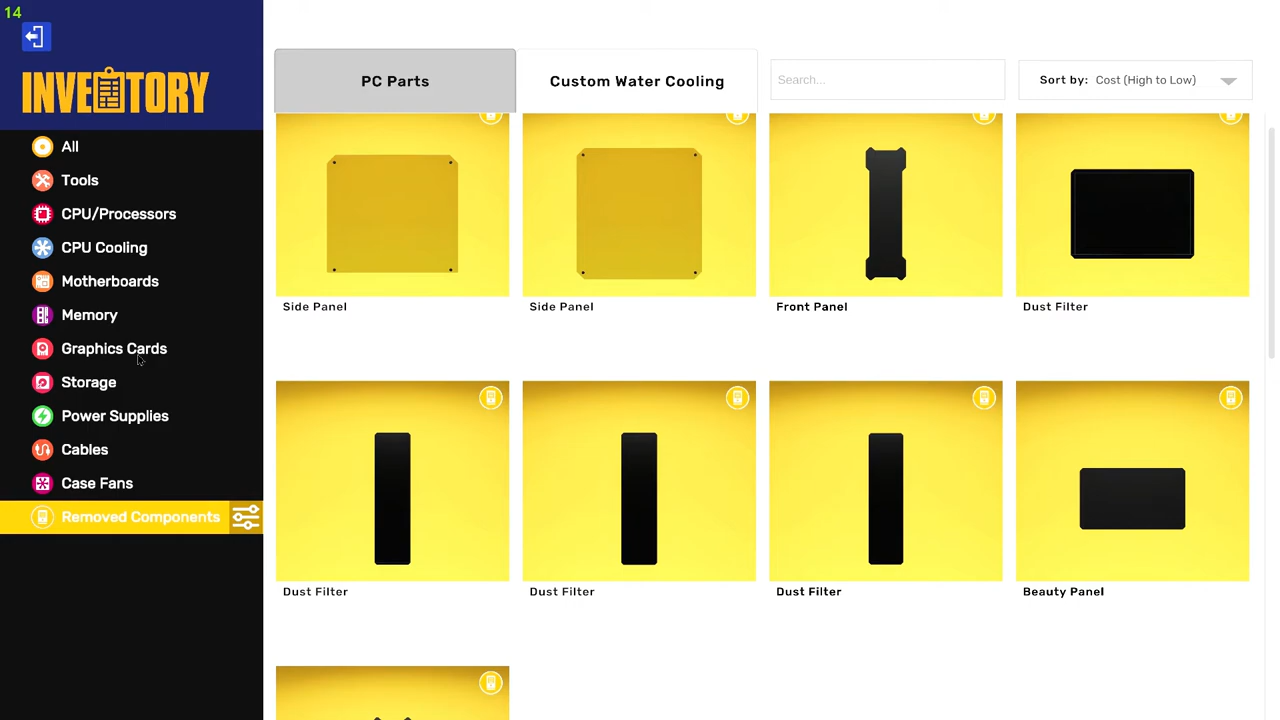 14
INVENTORY
All
Tools
CPU/Processors
CPU Cooling
Motherboards
Memory
Graphics Cards
Storage
Power Supplies
Cables
Case Fans
Removed Components
PC Parts
Custom Water Cooling
Search...
Sort by: Cost (High to Low)
Side Panel
Side Panel
Front Panel
Dust Filter
Dust Filter
Dust Filter
Dust Filter
Beauty Panel